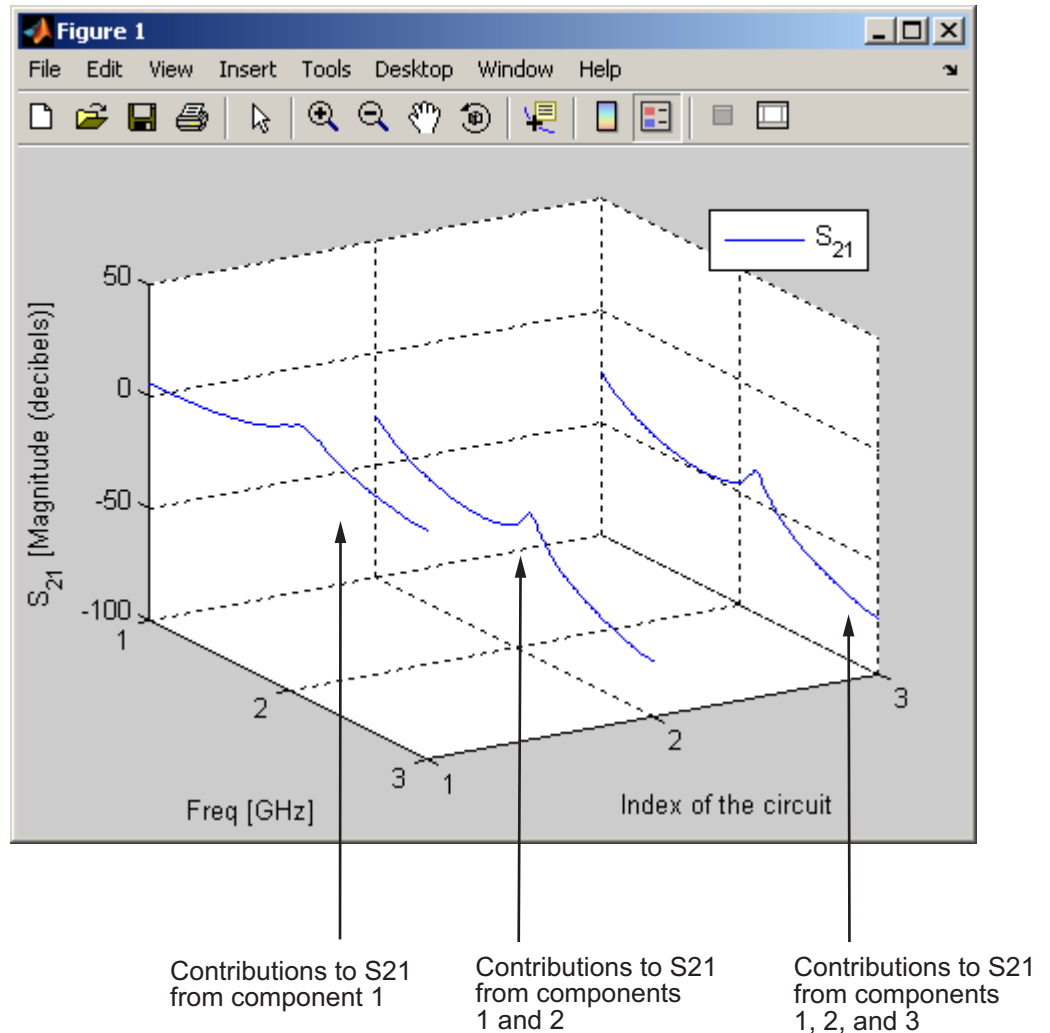 Figure 1
File Edit View Insert Tools Desktop Window Help
S21
50
0
-50
-100
S21 [Magnitude (decibels)]
1
2
3
Freq [GHz]
1
2
3
Index of the circuit
Contributions to S21
from component 1
Contributions to S21
from components
1 and 2
Contributions to S21
from components
1, 2, and 3